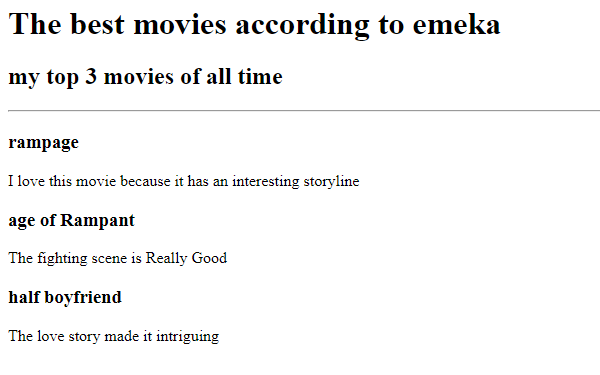 The best movies according to emeka
my top 3 movies of all time
rampage
I love this movie because it has an interesting storyline
age of Rampant
The fighting scene is Really Good
half boyfriend
The love story made it intriguing